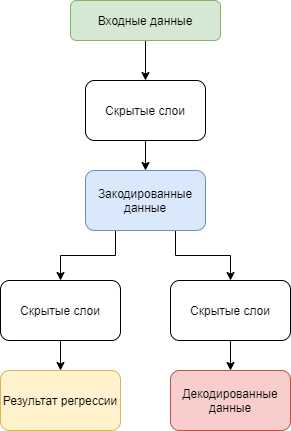 Входные данные
Скрытые слои
Закодированные
данные
Скрытые слои
Скрытые слои
Результат регрессии
Декодированные
данные